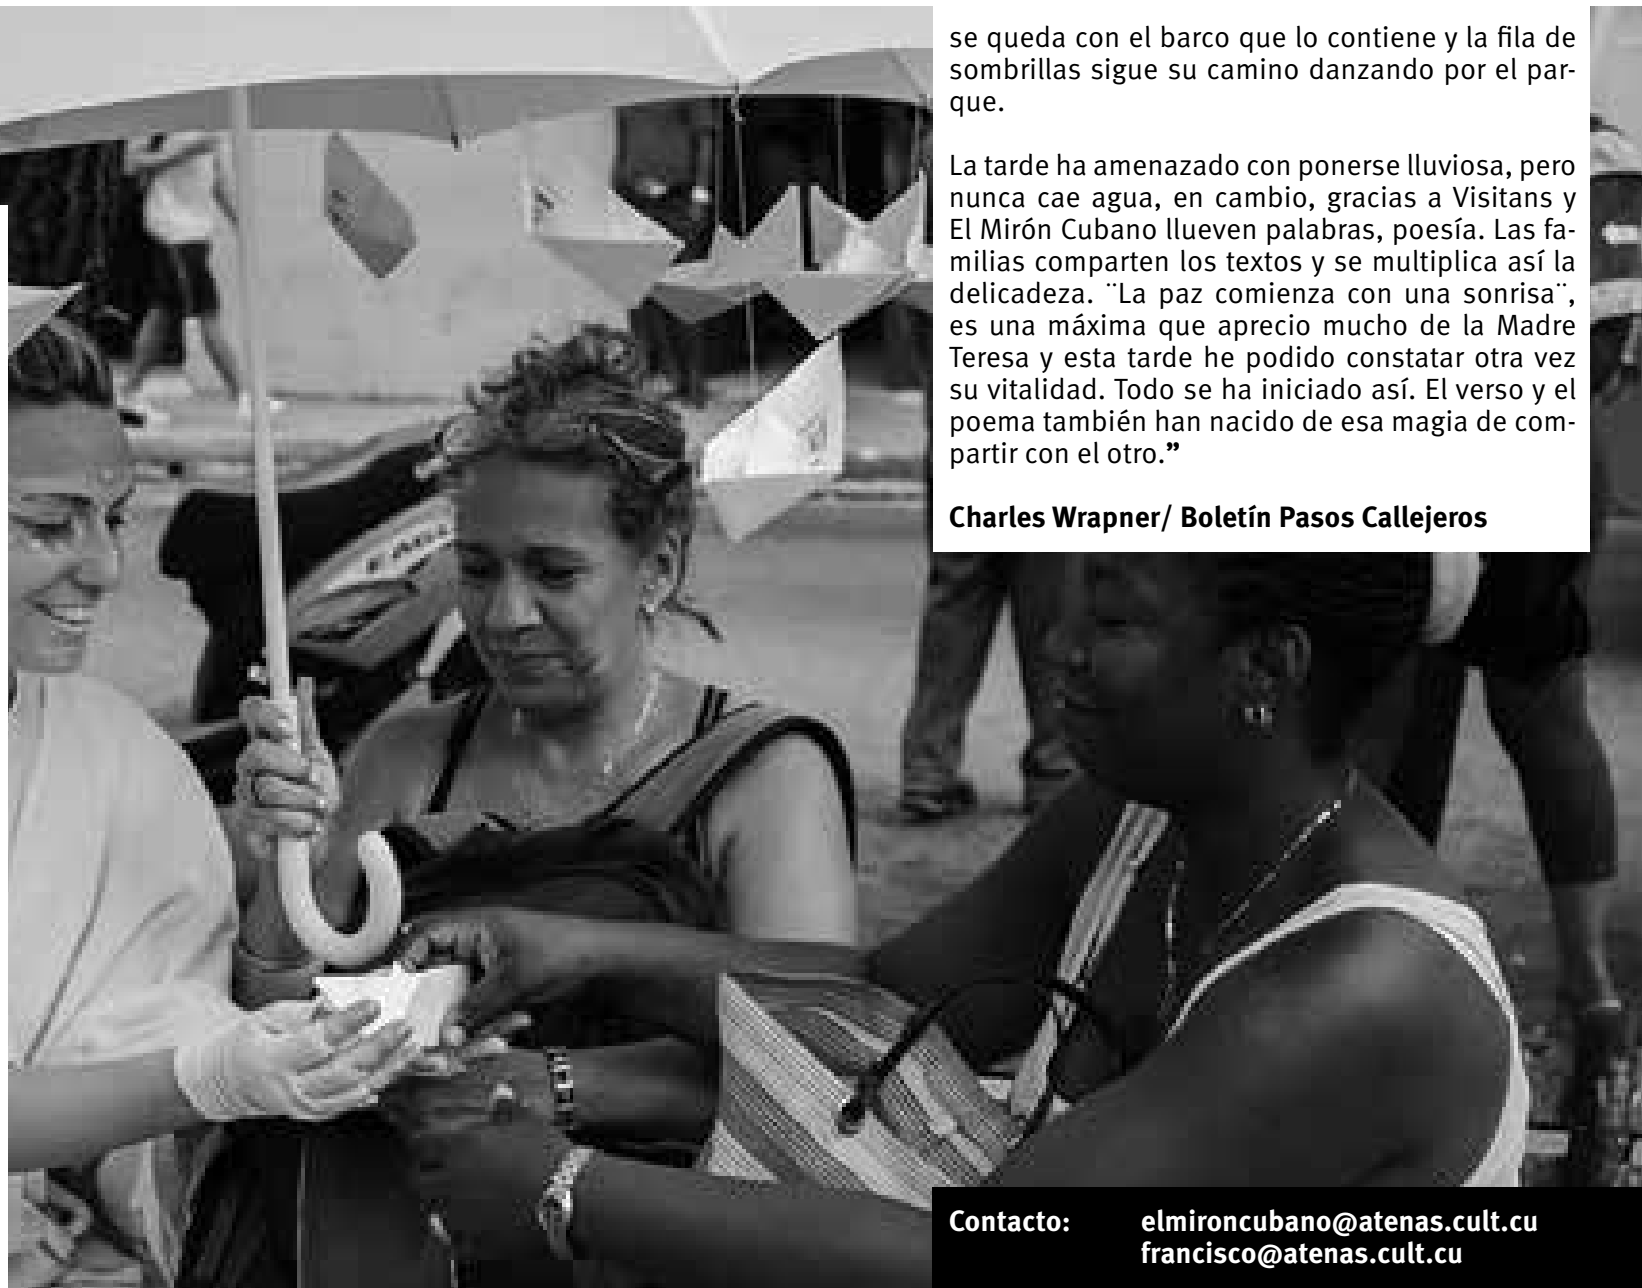 se queda con el barco que lo contiene y la fila de
sombrillas sigue su camino danzando por el par-
que.
La tarde ha amenazado con ponerse lluviosa, pero
nunca cae agua, en cambio, gracias a Visitans y
El Mirón Cubano llueven palabras, poesía. Las fa-
milias comparten los textos y se multiplica así la
delicadeza. ¨La paz comienza con una sonrisa¨,
es una máxima que aprecio mucho de la Madre
Teresa y esta tarde he podido constatar otra vez
su vitalidad. Todo se ha iniciado así. El verso y el
poema también han nacido de esa magia de com-
partir con el otro.”
Charles Wrapner/ Boletín Pasos Callejeros
Contacto: elmironcubano@atenas.cult.cu
francisco@atenas.cult.cu